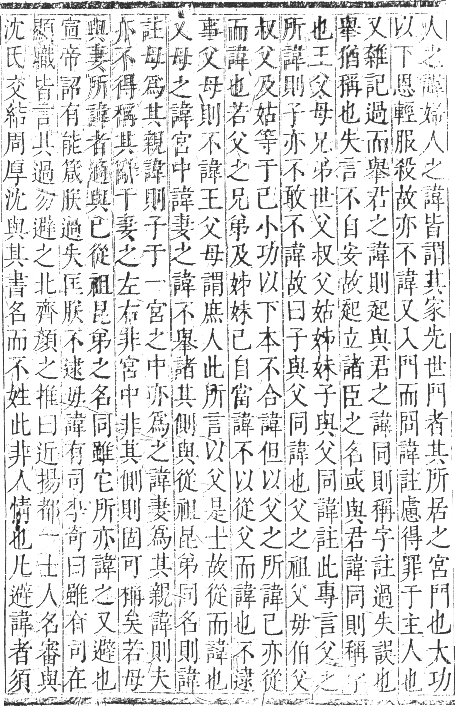 人之諱婦人之諱皆謂其家先世門者其所居之宮門也大功
以下恩輕服殺故亦不諱又入門而問諱註慮得罪于主人也
又雜記過而舉君之諱則起與君之諱同則稱字註過失誤也
舉猶稱也失言不自安故起立諸臣之名或與君諱同則稱字
也王父母兄弟世父叔父姑姊妹子與父同諱註此專言父之
所諱則子亦不敢不諱故曰子與父同諱也父之祖父母伯父
叔父及姑等于己小功以下本不合諱但以父之所諱己亦從
而諱也若父之兄弟及姊妹己自當諱不以從父而諱也不逮
事父母則不諱王父母謂庶人此所言以父是士故從而諱也
又母之諱宮中諱妻之諱不舉諸其側與從祖昆弟同名則諱
註母爲其親諱則子于一宮之中亦爲之諱妻爲其親諱則夫
亦不得稱其辭于妻之左右非宮中非其側則固可稱矣若母
與妻所諱者適與己從祖昆弟之名同雖它所亦諱之又避也
宣帝詔有能箴朕過失匡朕不逮毋諱有司李奇曰雖有司在
顯職皆言其過勿避之北齊顏之推曰近揚都一士人名審與
沈氏交結周厚沈與其書名而不姓此非人情也凡避諱者須